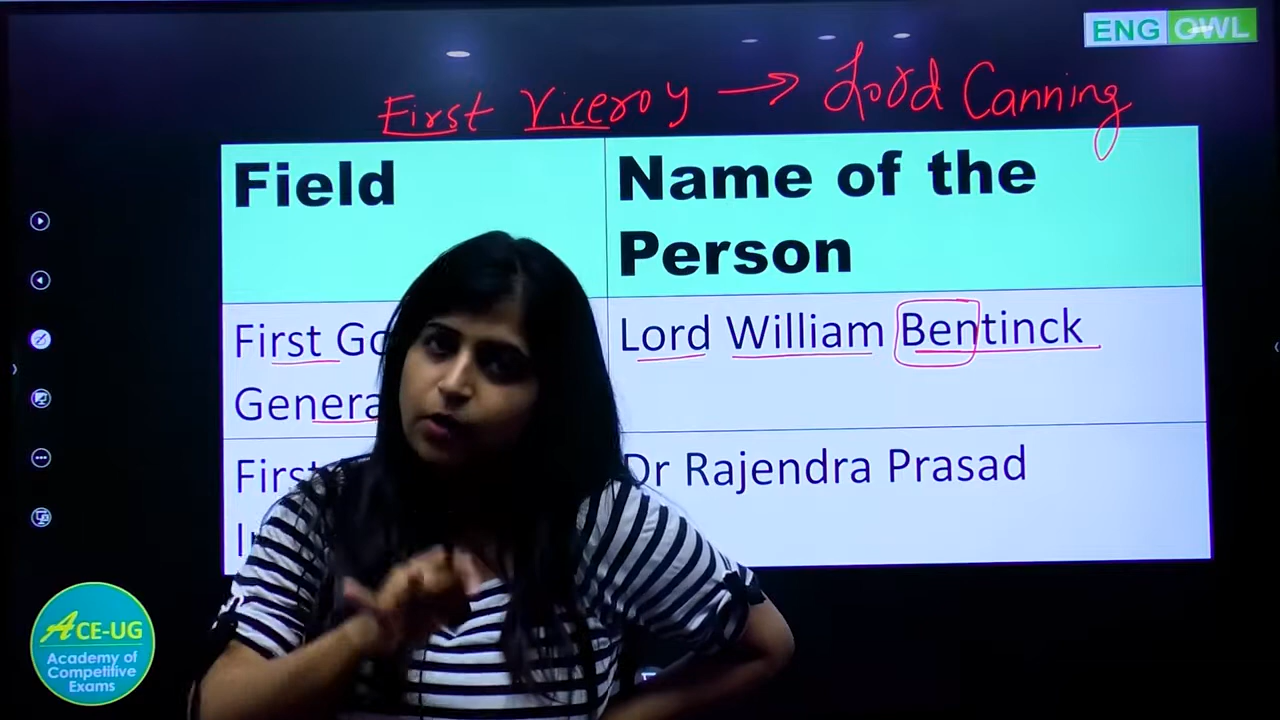 ENG OWL
First Viceroy → Lord Canning
Field
Name of the
Person
First Go
Lord William Bentinck
Genera
First
Dr Rajendra Prasad
ACE-UG
Academy of
Competitive
Exams